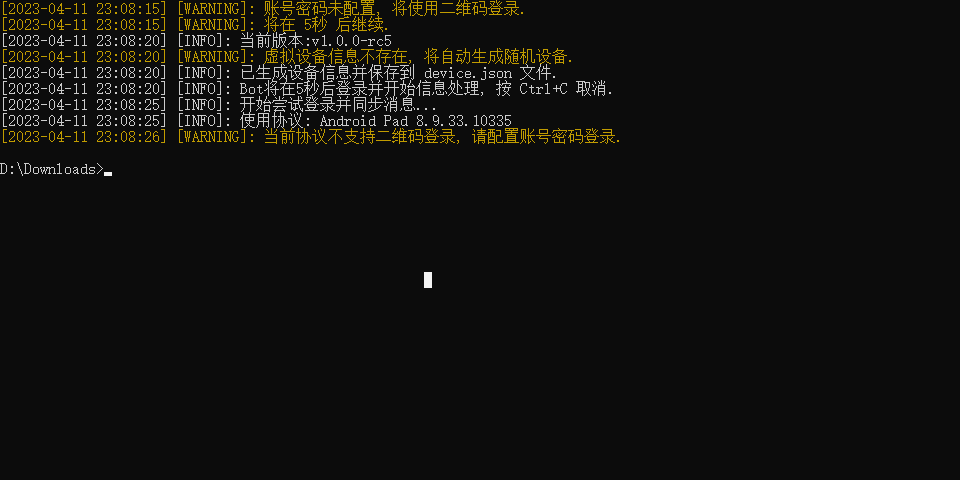 [2023-04-11 23:08:15] [WARNING]: 账号密码未配置, 将使用二维码登录.
[2023-04-11 23:08:15] [WARNING]: 将在 5秒 后继续.
[2023-04-11 23:08:20] [INFO]: 当前版本:v1.0.0-rc5
[2023-04-11 23:08:20] [WARNING]: 虚拟设备信息不存在, 将自动生成随机设备.
[2023-04-11 23:08:20] [INFO]: 已生成设备信息并保存到 device.json 文件.
[2023-04-11 23:08:20] [INFO]: Bot将在5秒后登录并开始信息处理, 按 Ctrl+C 取消.
[2023-04-11 23:08:25] [INFO]: 开始尝试登录并同步消息...
[2023-04-11 23:08:25] [INFO]: 使用协议: Android Pad 8.9.33.10335
[2023-04-11 23:08:26] [WARNING]: 当前协议不支持二维码登录, 请配置账号密码登录.
D:\Downloads>